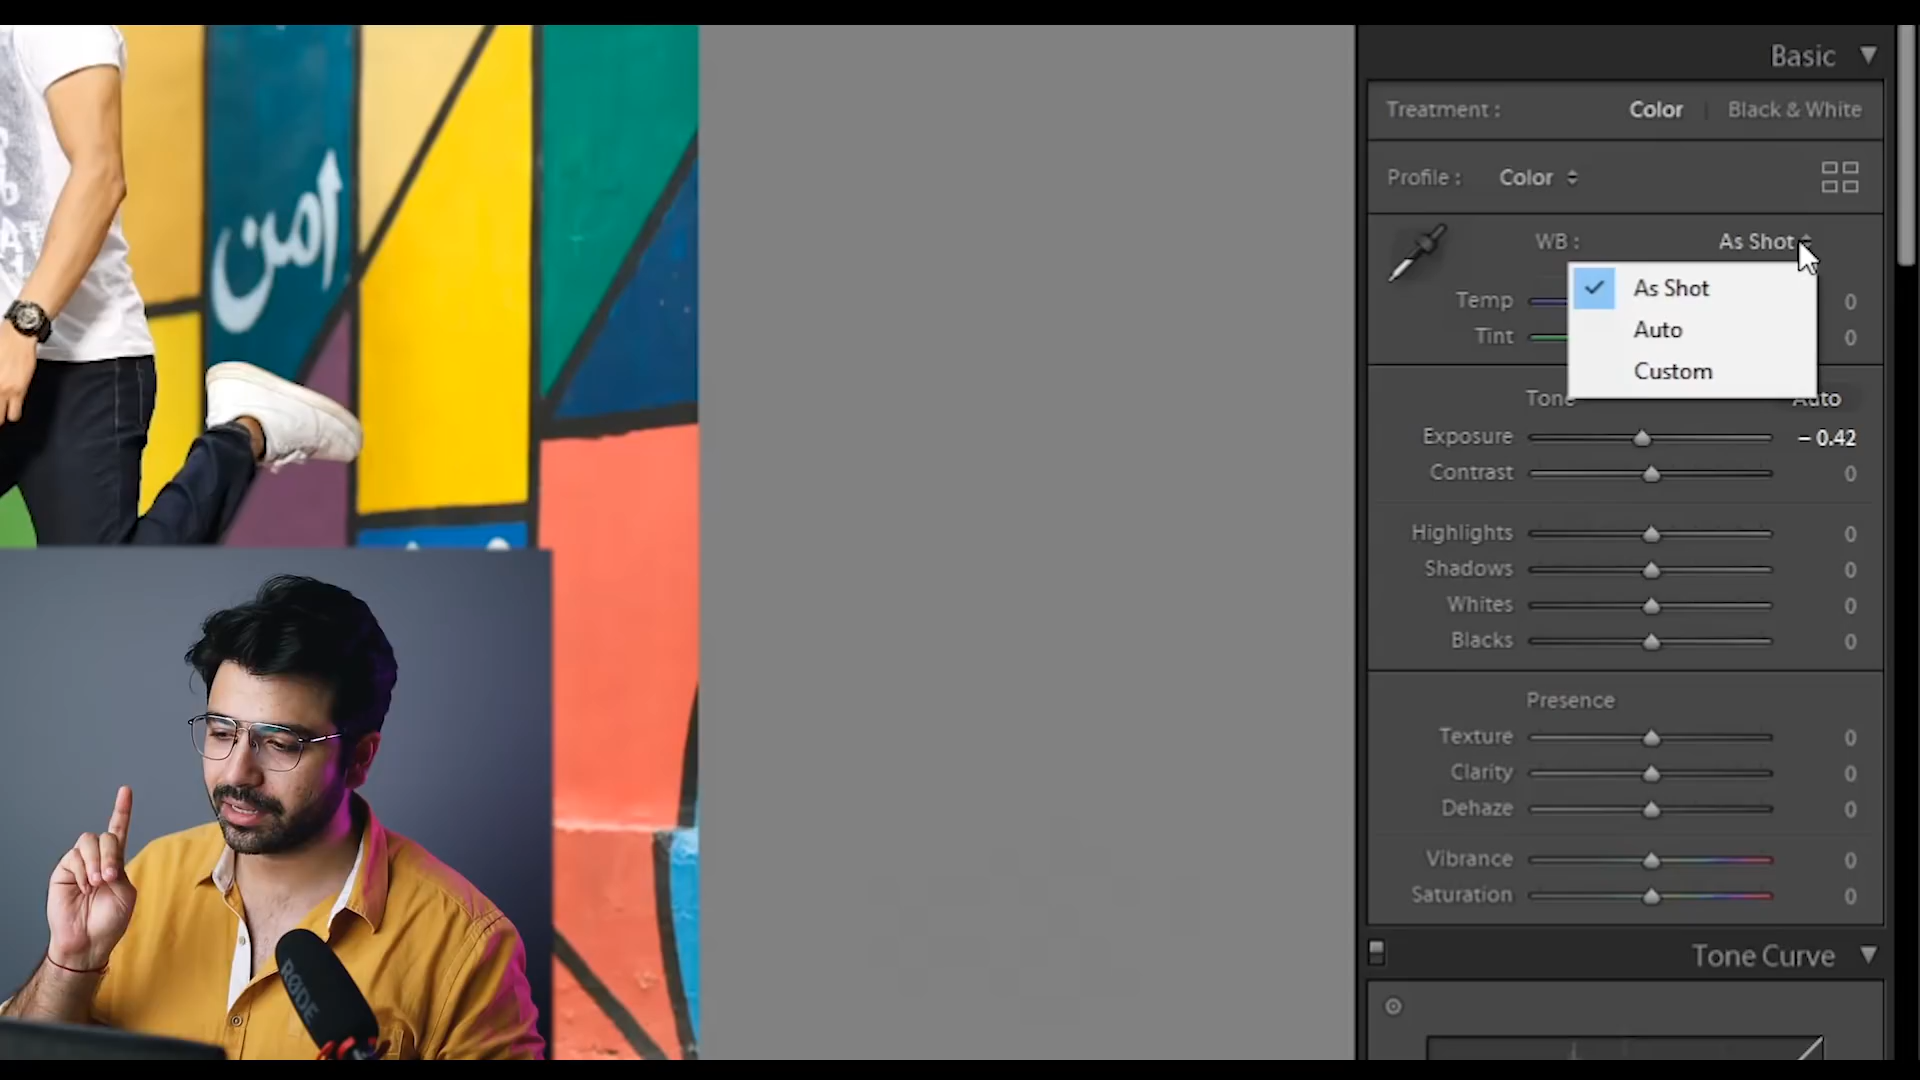 Basic
Treatment : Color Black & White
Profile : Color
WB : As Shot
As Shot
Auto
Custom
Temp 0
Tint 0
Tone Auto
Exposure – 0.42
Contrast 0
Highlights 0
Shadows 0
Whites 0
Blacks 0
Presence
Texture 0
Clarity 0
Dehaze 0
Vibrance 0
Saturation 0
Tone Curve
امن
RØDE